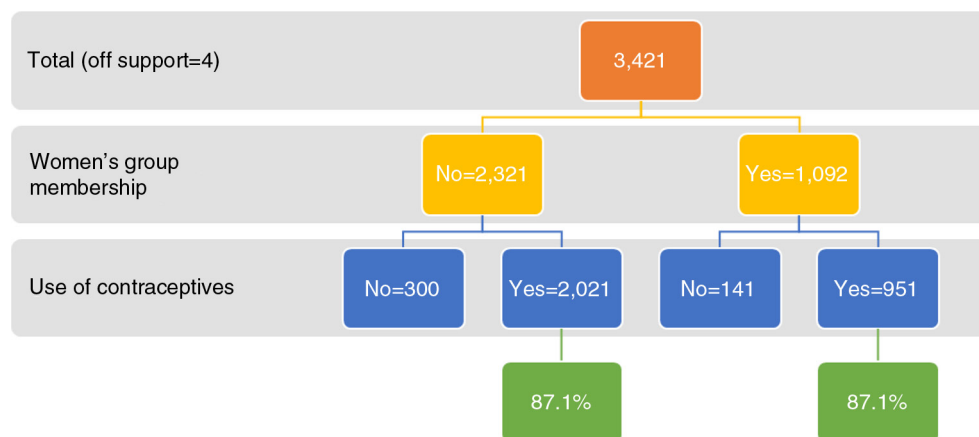 Total (off support=4)
3,421
Women’s group
membership
No=2,321
Yes=1,092
Use of contraceptives
No=300
Yes=2,021
No=141
Yes=951
87.1%
87.1%